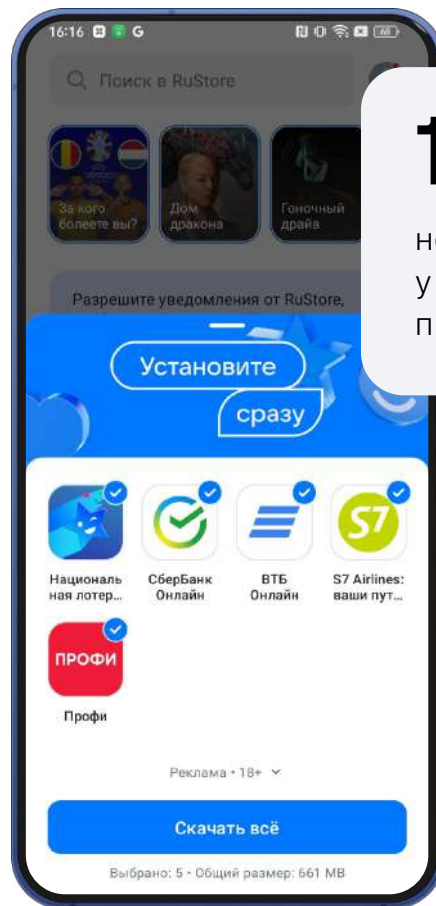 16:16
G
68
Поиск в RuStore
За кого
болеете вы?
Дом
дракона
Гоночный
драйв
Разрешите уведомления от RuStore,
Установите
сразу
Националь
ная лотер...
СберБанк
Онлайн
ВТБ
Онлайн
S7
S7 Airlines:
ваши пут...
ПРОФИ
Профи
Реклама • 18+
Скачать всё
Выбрано: 5 • Общий размер: 661 MB